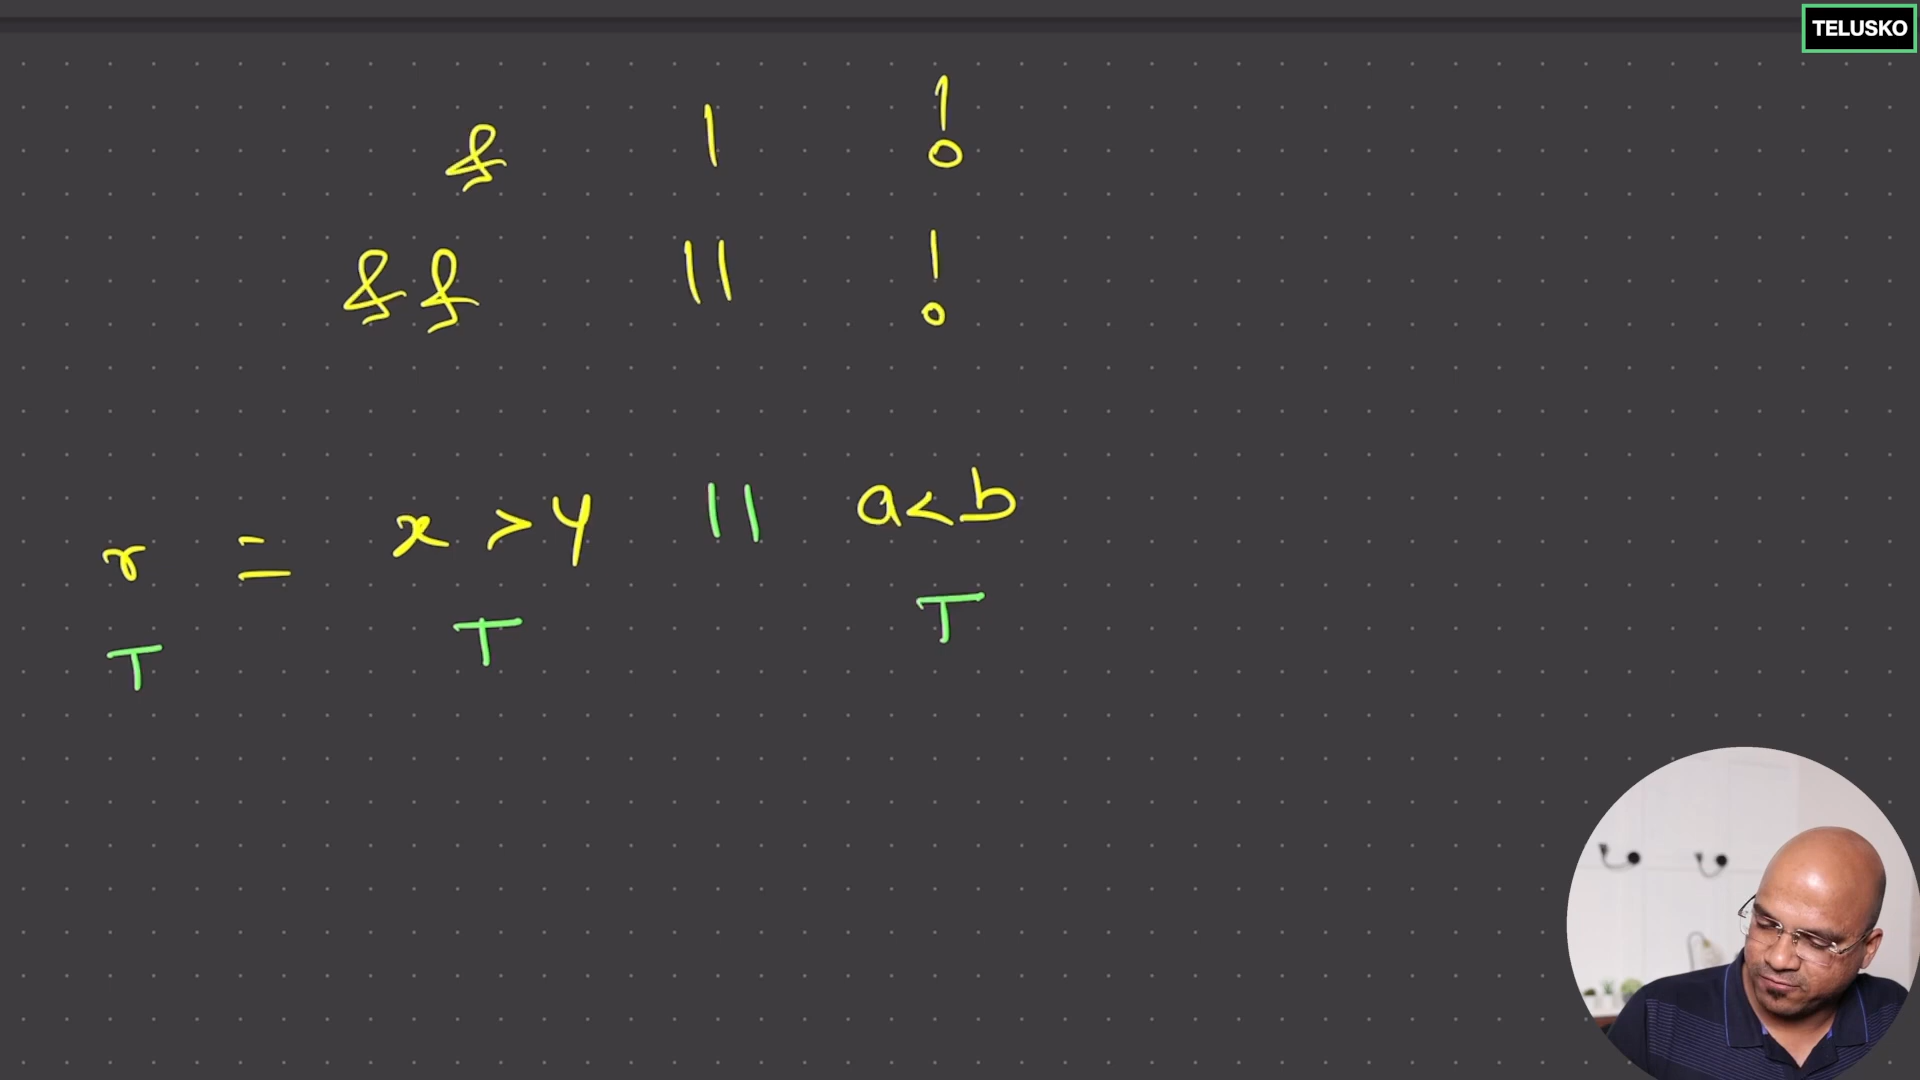 TELUSKO
& | !
&& || !
r = x > y || a < b
T T T